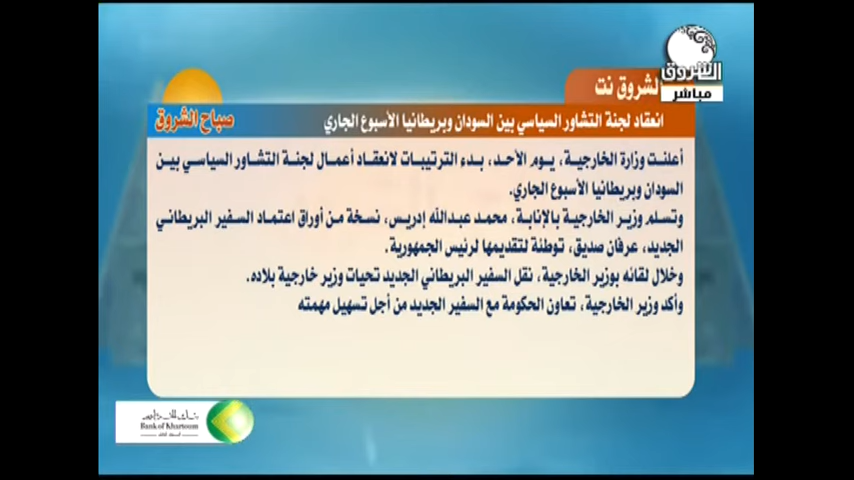 الشروق
مباشر
الشروق نت
صباح الشروق
انعقاد لجنة التشاور السياسي بين السودان وبريطانيا الأسبوع الجاري
أعلنت وزارة الخارجية، يوم الأحد، بدء الترتيبات لانعقاد أعمال لجنة التشاور السياسي بين
السودان وبريطانيا الأسبوع الجاري.
وتسلم وزير الخارجية بالإنابة، محمد عبدالله إدريس، نسخة من أوراق اعتماد السفير البريطاني
الجديد، عرفان صديق، توطئة لتقديمها لرئيس الجمهورية.
وخلال لقائه بوزير الخارجية، نقل السفير البريطاني الجديد تحيات وزير خارجية بلاده.
وأكد وزير الخارجية، تعاون الحكومة مع السفير الجديد من أجل تسهيل مهمته
بنك الخرطوم
Bank of Khartoum